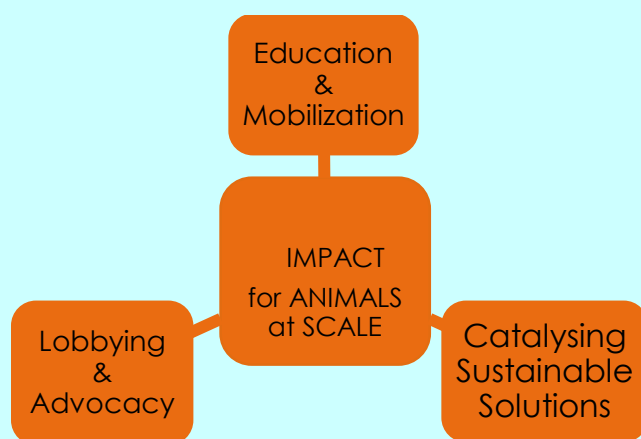 Education
&
Mobilization
IMPACT
for ANIMALS
at SCALE
Lobbying
&
Advocacy
Catalysing
Sustainable
Solutions